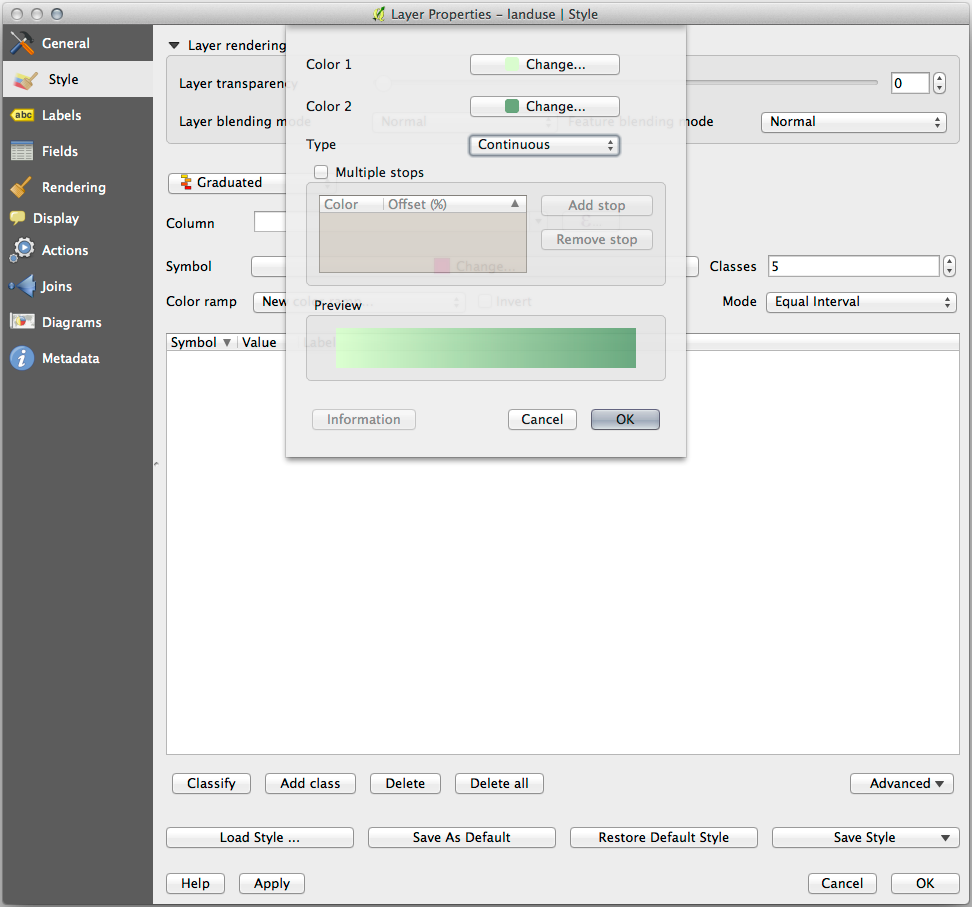 Layer Properties – landuse | Style
General
Style
Labels
Fields
Rendering
Display
Actions
Joins
Diagrams
Metadata
abc
Layer rendering
Layer transparency
0
Layer blending mode
Normal
Feature blending mode
Normal
Color 1
Change...
Color 2
Change...
Type
Continuous
Multiple stops
Color
Offset (%)
Add stop
Remove stop
Preview
Information
Cancel
OK
Graduated
Column
Symbol
Change...
Classes
5
Color ramp
New color ramp...
Invert
Mode
Equal Interval
Symbol
Value
Label
Classify
Add class
Delete
Delete all
Advanced
Load Style ...
Save As Default
Restore Default Style
Save Style
Help
Apply
Cancel
OK